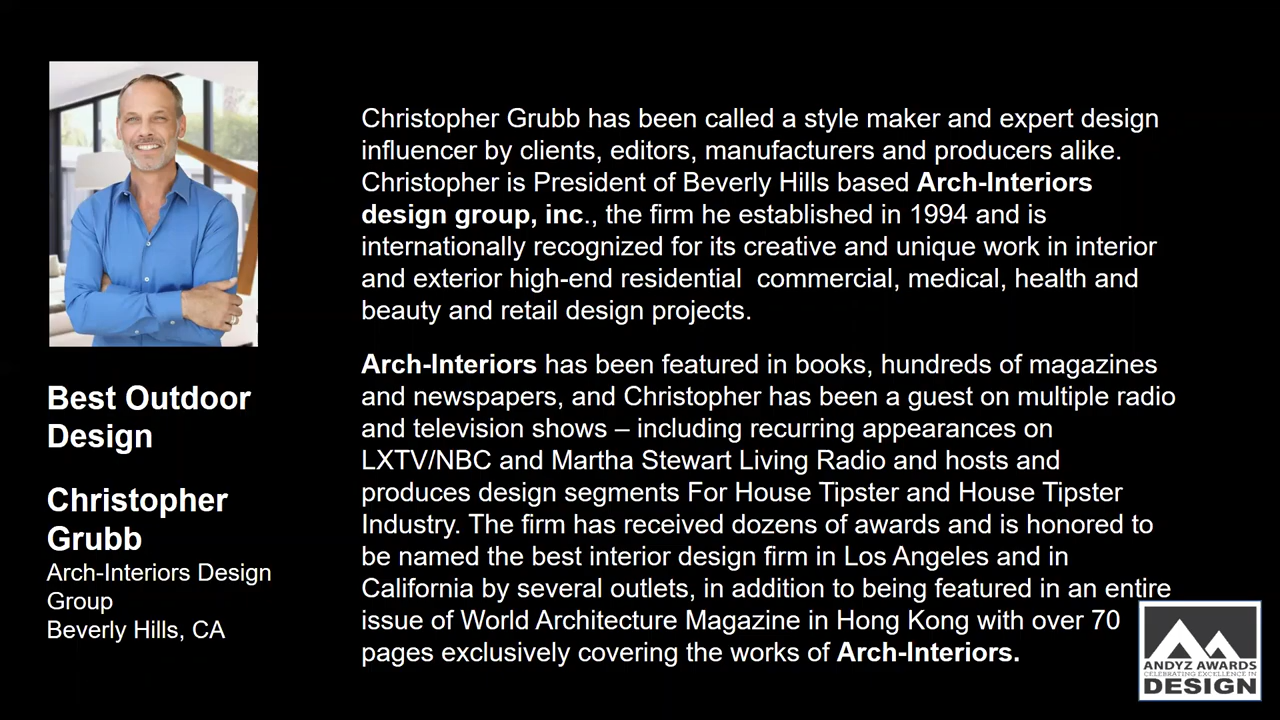 Christopher Grubb has been called a style maker and expert design
influencer by clients, editors, manufacturers and producers alike.
Christopher is President of Beverly Hills based Arch-Interiors
design group, inc., the firm he established in 1994 and is
internationally recognized for its creative and unique work in interior
and exterior high-end residential  commercial, medical, health and
beauty and retail design projects.
Arch-Interiors has been featured in books, hundreds of magazines
and newspapers, and Christopher has been a guest on multiple radio
and television shows – including recurring appearances on
LXTV/NBC and Martha Stewart Living Radio and hosts and
produces design segments For House Tipster and House Tipster
Industry. The firm has received dozens of awards and is honored to
be named the best interior design firm in Los Angeles and in
California by several outlets, in addition to being featured in an entire
issue of World Architecture Magazine in Hong Kong with over 70
pages exclusively covering the works of Arch-Interiors.
Best Outdoor
Design
Christopher
Grubb
Arch-Interiors Design
Group
Beverly Hills, CA
ANDYZ AWARDS
CELEBRATING EXCELLENCE IN
DESIGN